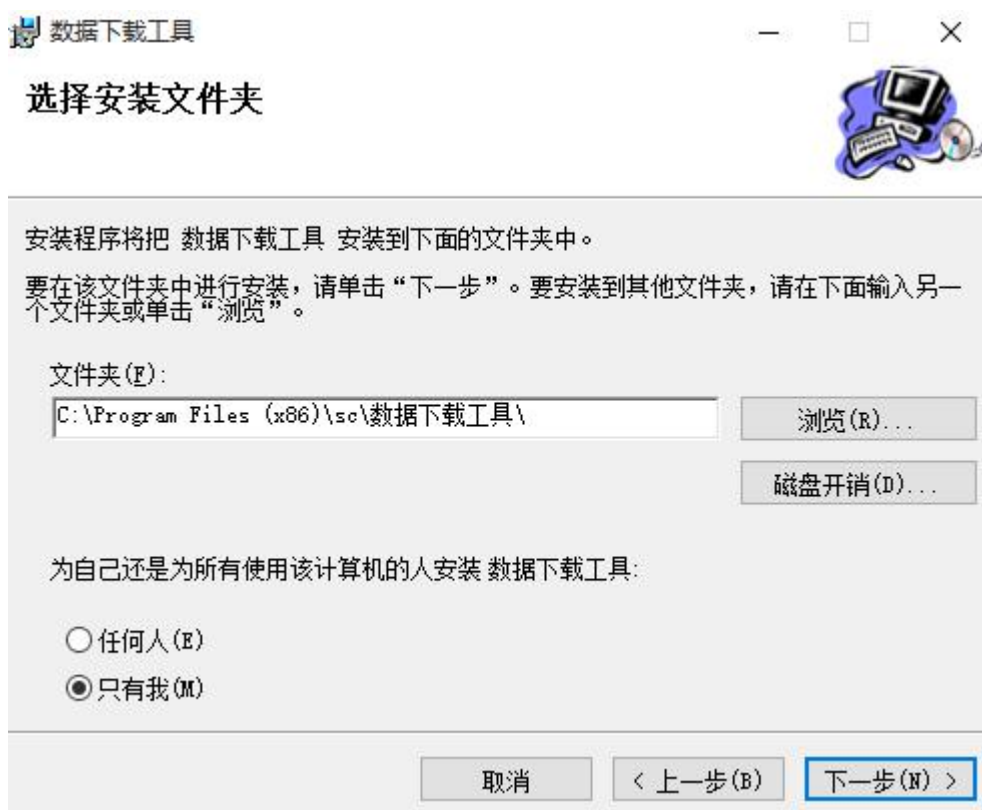 数据下载工具
选择安装文件夹
安装程序将把 数据下载工具 安装到下面的文件夹中。
要在该文件夹中进行安装，请单击“下一步”。要安装到其他文件夹，请在下面输入另一
个文件夹或单击“浏览”。
文件夹(F):
C:\Program Files (x86)\sc\数据下载工具\
浏览(R)...
磁盘开销(D)...
为自己还是为所有使用该计算机的人安装 数据下载工具:
任何人(E)
只有我(M)
取消
< 上一步(B)
下一步(N) >